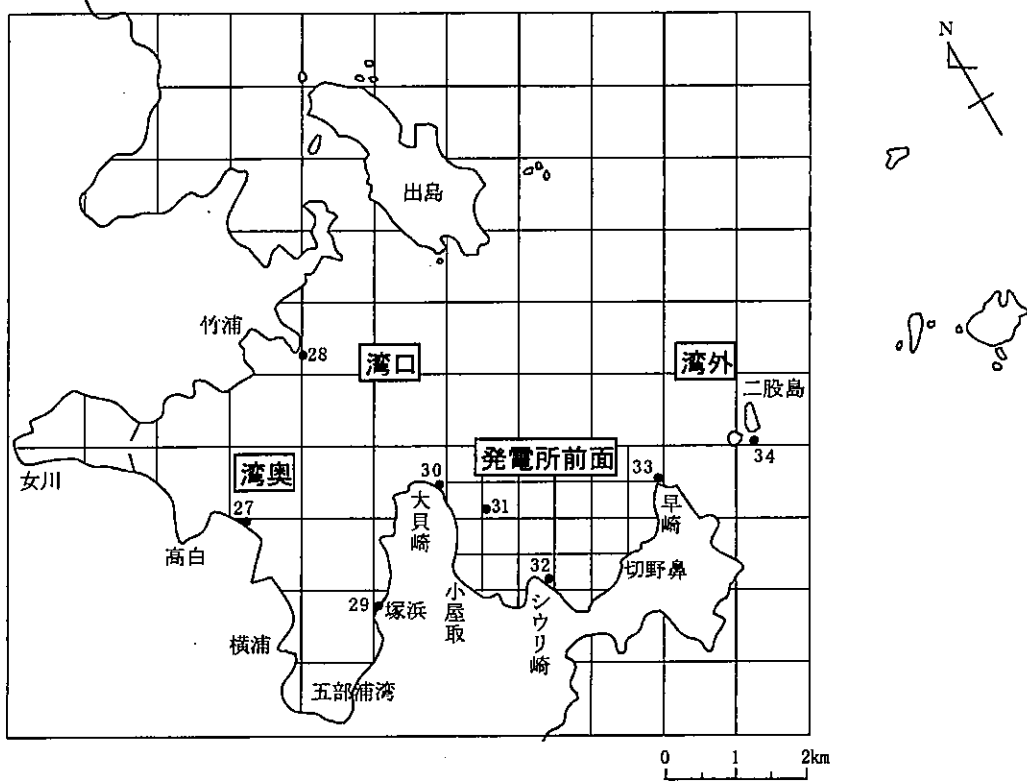 N
出島
竹浦
28
湾口
湾外
二股島
34
女川
湾奥
発電所前面
30
33
31
大貝崎
早崎
27
高白
32
切野鼻
29
塚浜
小屋取
シウリ崎
横浦
五部浦湾
0 1 2km